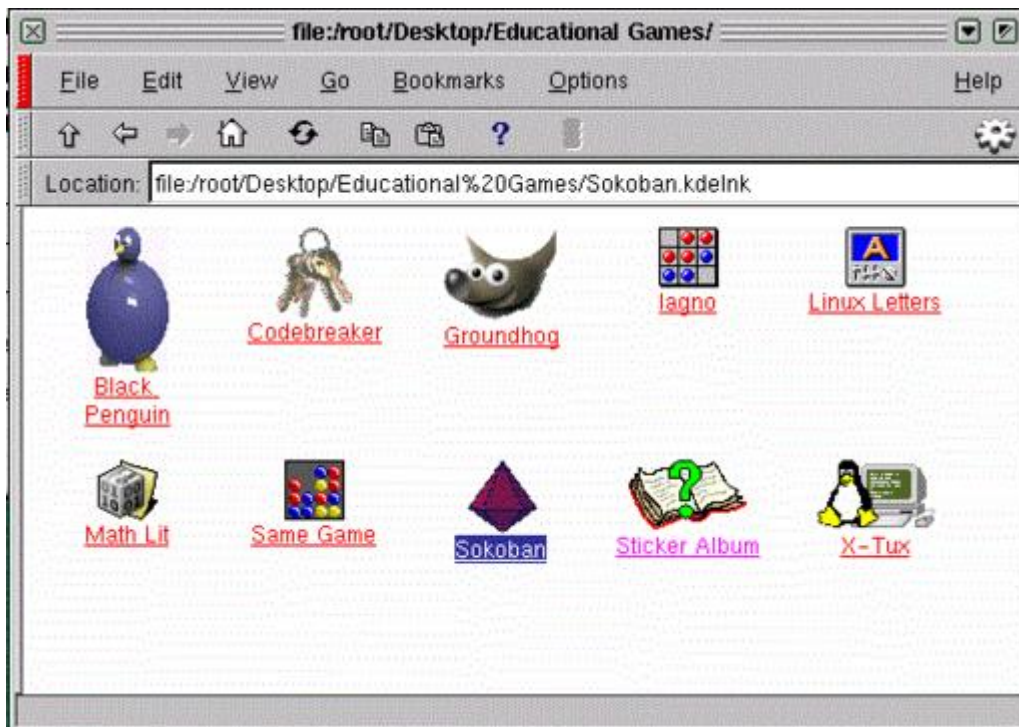 file:/root/Desktop/Educational Games/
File Edit View Go Bookmarks Options Help
?
Location: file:/root/Desktop/Educational%20Games/Sokoban.kdelnk
A
Codebreaker Groundhog Iagno Linux Letters
Black
Penguin
?
Math Lit Same Game Sokoban Sticker Album X-Tux